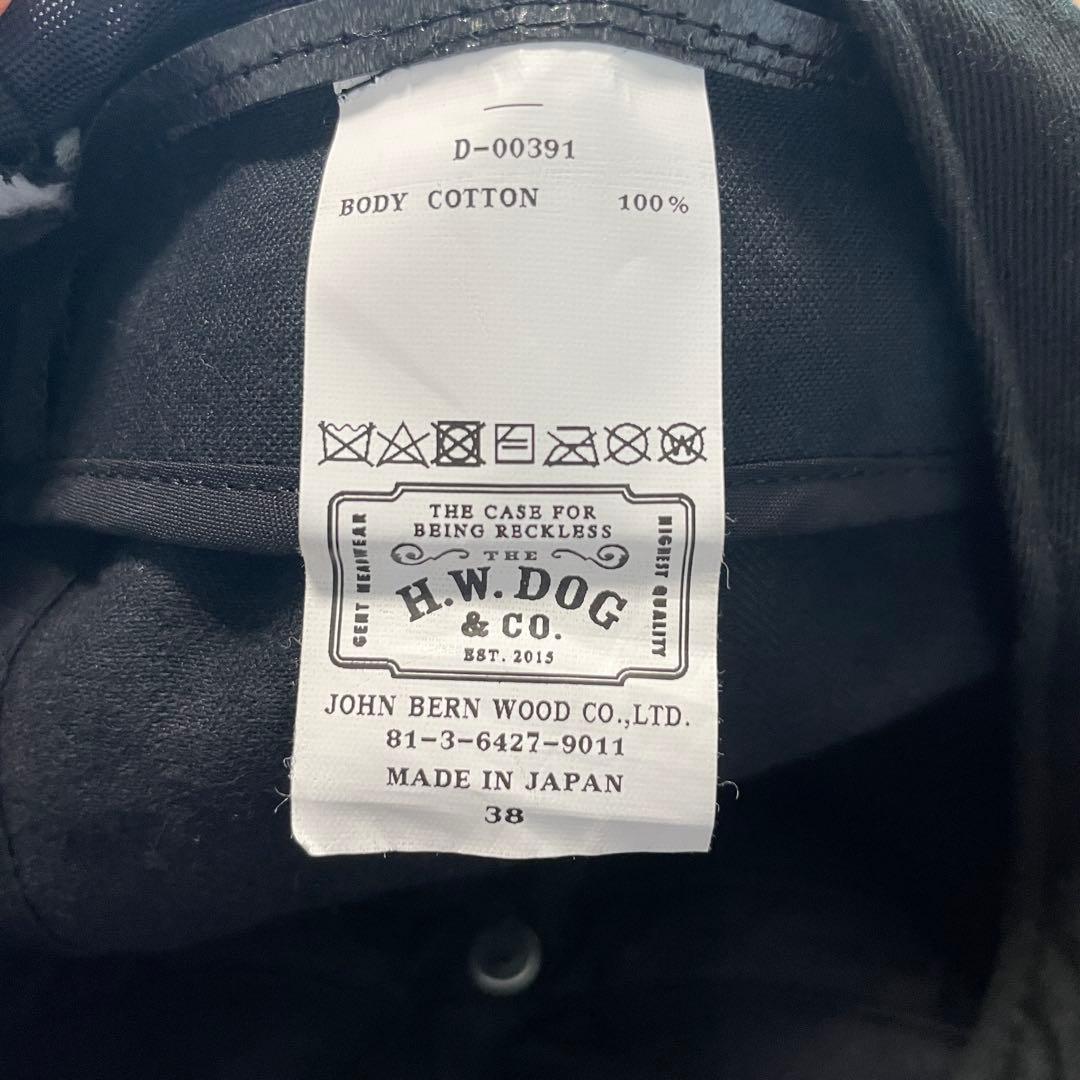 D-00391
BODY COTTON 100%
W
THE CASE FOR
BEING RECKLESS
THE
GENT HEADWEAR
H.W.DOG
HIGHEST QUALITY
& CO.
EST. 2015
JOHN BERN WOOD CO.,LTD.
81-3-6427-9011
MADE IN JAPAN
38